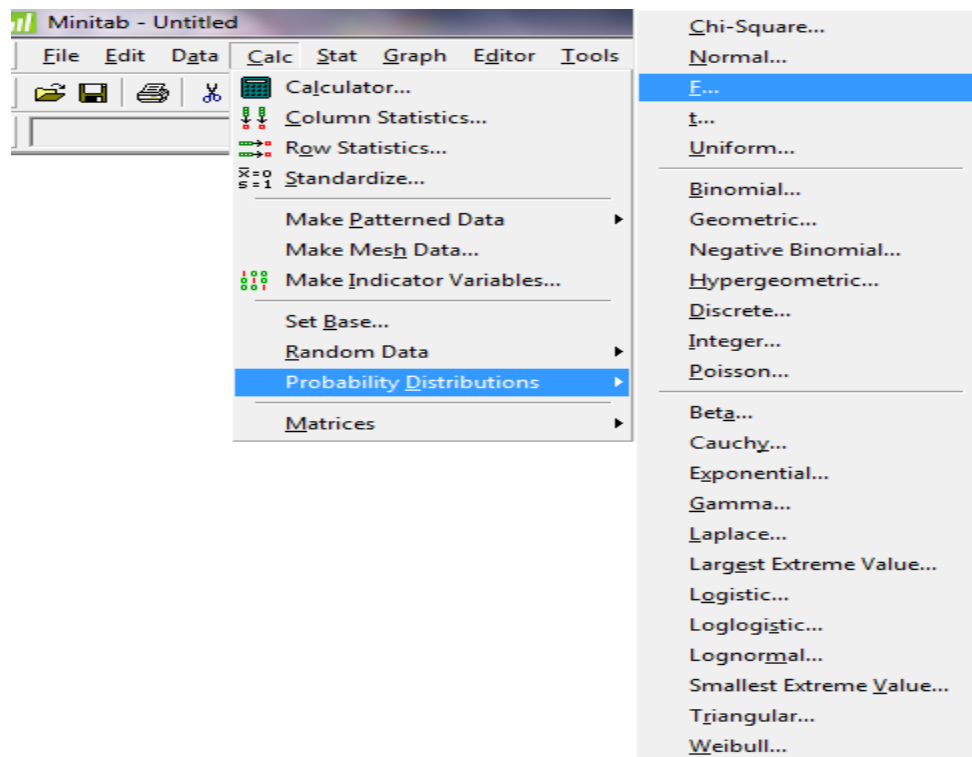 Minitab - Untitled
File Edit Data Calc Stat Graph Editor Tools
Calculator...
Column Statistics...
Row Statistics...
Standardize...
Make Patterned Data
Make Mesh Data...
Make Indicator Variables...
Set Base...
Random Data
Probability Distributions
Matrices
Chi-Square...
Normal...
F...
t...
Uniform...
Binomial...
Geometric...
Negative Binomial...
Hypergeometric...
Discrete...
Integer...
Poisson...
Beta...
Cauchy...
Exponential...
Gamma...
Laplace...
Largest Extreme Value...
Logistic...
Loglogistic...
Lognormal...
Smallest Extreme Value...
Triangular...
Weibull...